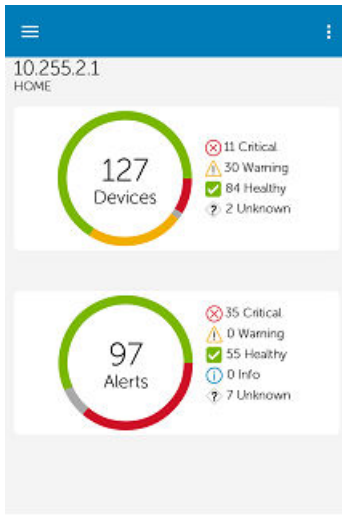 10.255.2.1
HOME
127
Devices
11 Critical
30 Warning
84 Healthy
2 Unknown
97
Alerts
35 Critical
0 Warning
55 Healthy
0 Info
7 Unknown